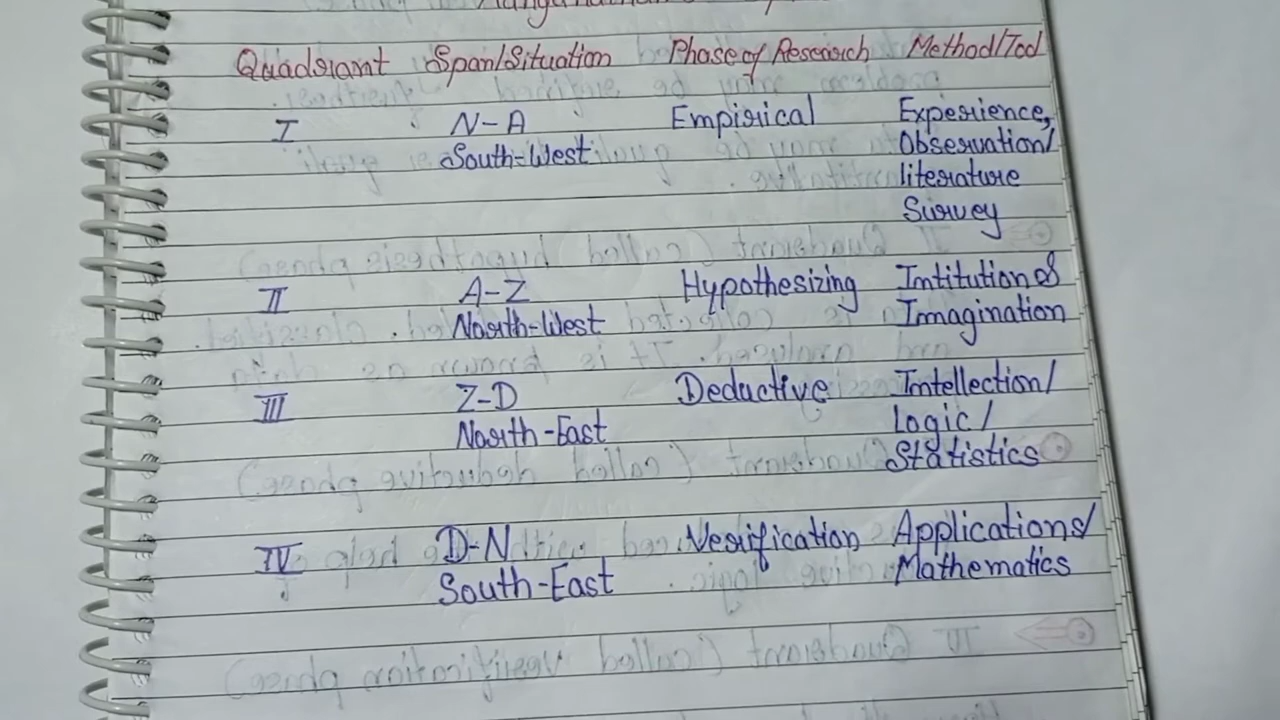 Quadrant Span/Situation Phase of Research Method/Tool
I N-A Empirical Experience,
South-West Observation/
literature
Survey
II A-Z Hypothesizing Intitution &
North-West Imagination
III Z-D Deductive Intellection/
North-East Logic/
Statistics
IV D-N Verification Applications/
South-East Mathematics